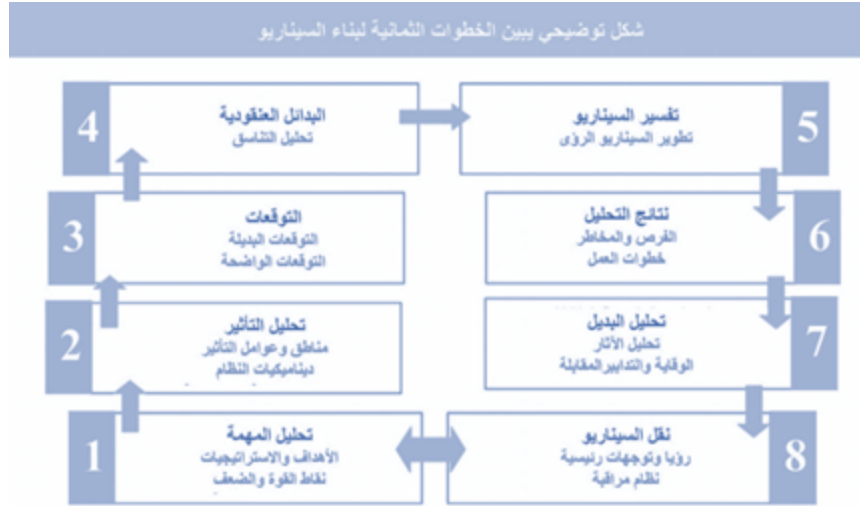 شكل توضيحي يبين الخطوات الثمانية لبناء السيناريو
4
البدائل العنقودية
تحليل التناسق
5
تفسير السيناريو
تطوير السيناريو الرؤى
3
التوقعات
التوقعات البديلة
التوقعات الواضحة
6
نتائج التحليل
الفرص والمخاطر
خطوات العمل
2
تحليل التأثير
مناطق وعوامل التأثير
ديناميكيات النظام
7
تحليل البديل
تحليل الآثار
الوقاية والتدابير المقابلة
1
تحليل المهمة
الأهداف والاستراتيجيات
نقاط القوة والضعف
8
نقل السيناريو
رؤيا وتوجهات رئيسية
نظام مراقبة